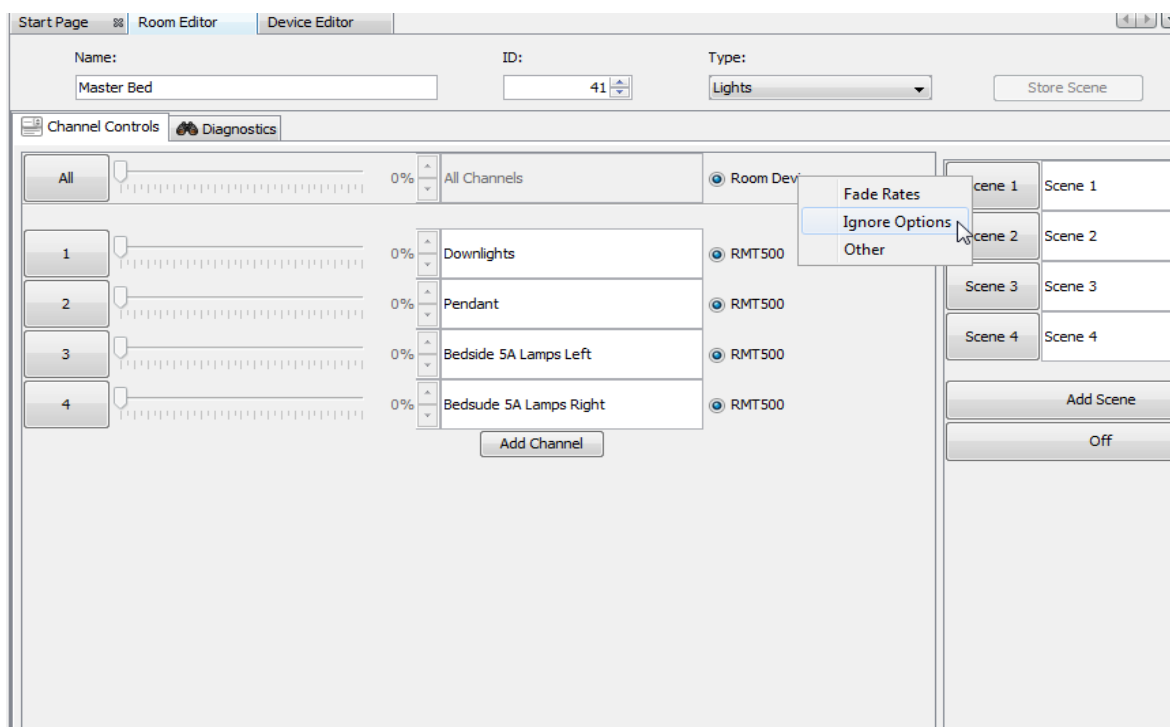 Start Page Room Editor Device Editor
Name: ID: Type:
Master Bed 41 Lights Store Scene
Channel Controls Diagnostics
All 0% All Channels Room Devi
Fade Rates
Ignore Options
Other
1 0% Downlights RMT500
2 0% Pendant RMT500
3 0% Bedside 5A Lamps Left RMT500
4 0% Bedsude 5A Lamps Right RMT500
Add Channel
cene 1 Scene 1
cene 2 Scene 2
Scene 3 Scene 3
Scene 4 Scene 4
Add Scene
Off